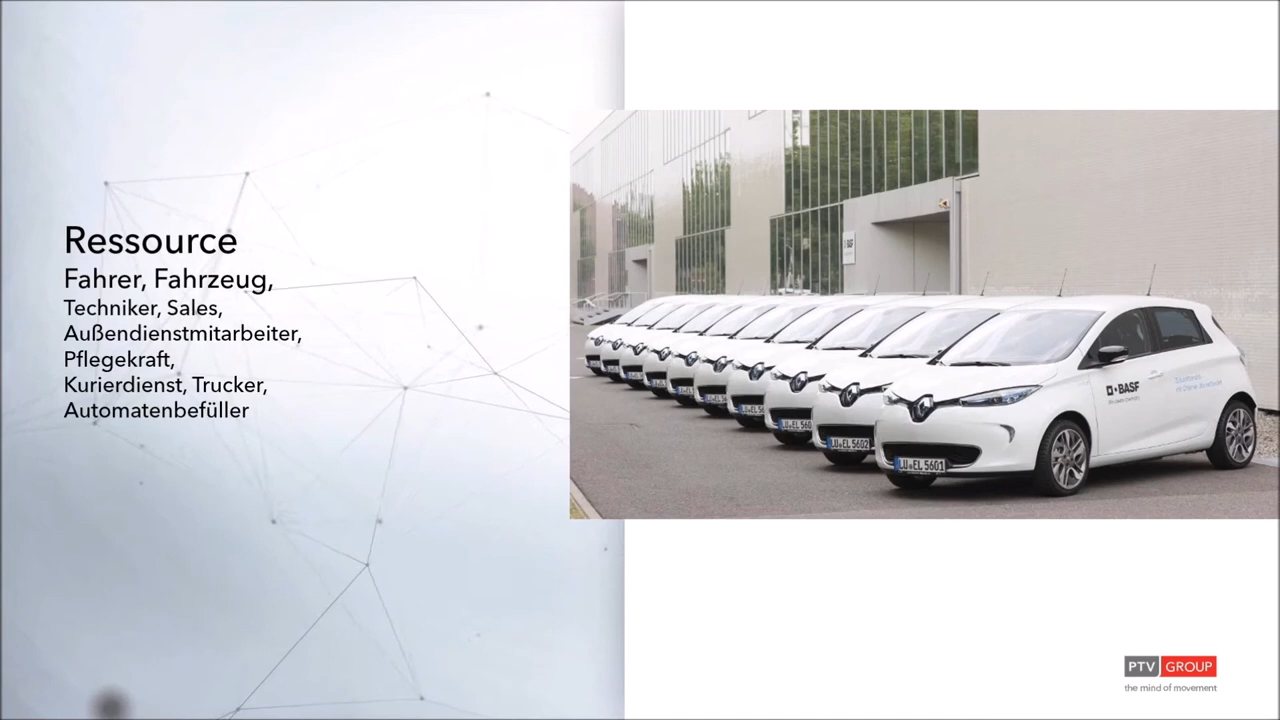 Ressource
Fahrer, Fahrzeug,
Techniker, Sales,
Außendienstmitarbeiter,
Pflegekraft,
Kurierdienst, Trucker,
Automatenbefüller
BASF
LU EL 5602
LU EL 5601
PTV GROUP
the mind of movement